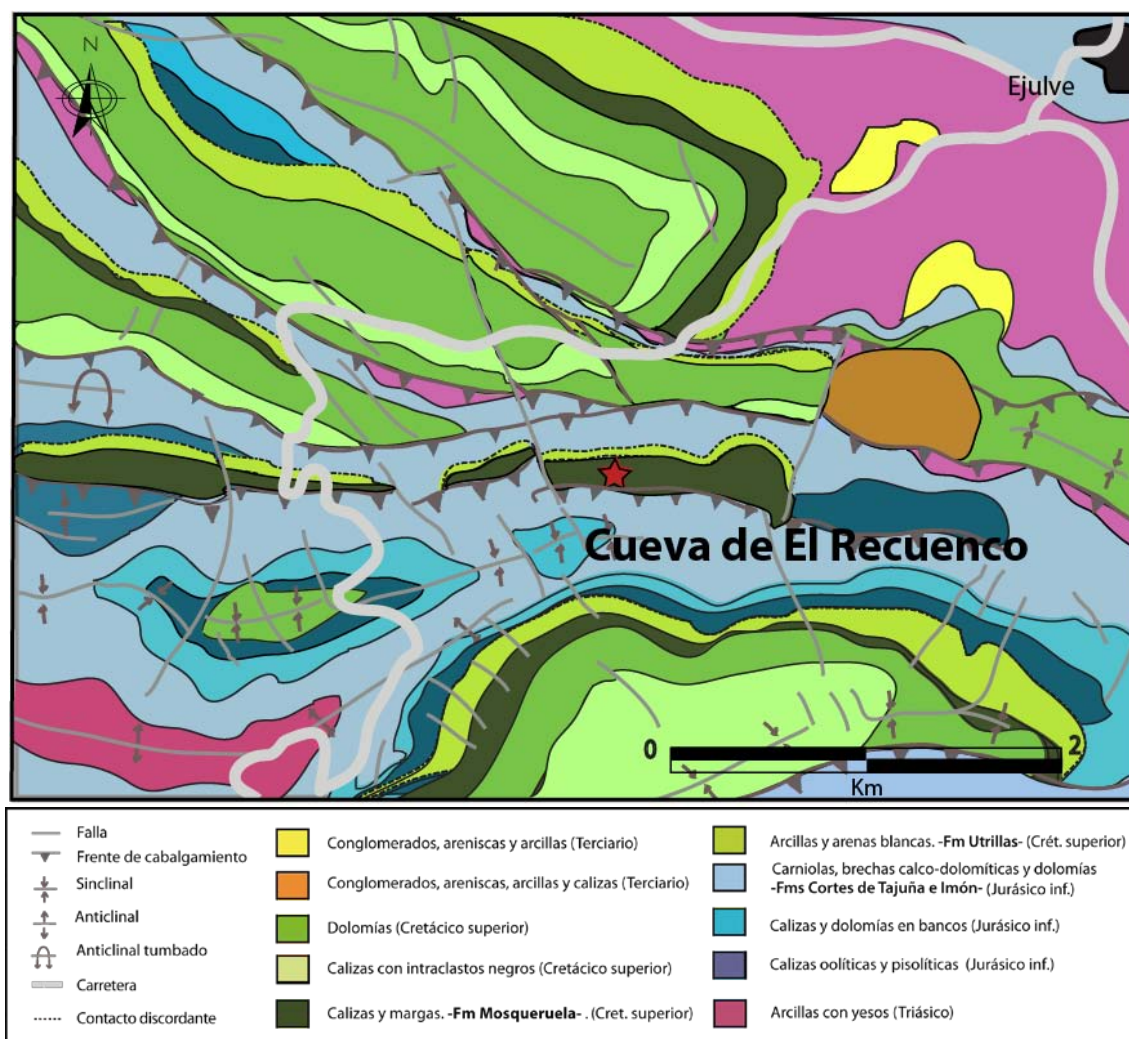 N
Ejulve
Cueva de El Recuenco
0
2
Km
Falla
Frente de cabalgamiento
Sinclinal
Anticlinal
Anticlinal tumbado
Carretera
Contacto discordante
Conglomerados, areniscas y arcillas (Terciario)
Conglomerados, areniscas, arcillas y calizas (Terciario)
Dolomías (Cretácico superior)
Calizas con intraclastos negros (Cretácico superior)
Calizas y margas. -Fm Mosqueruela- . (Cret. superior)
Arcillas y arenas blancas. -Fm Utrillas- (Crét. superior)
Carniolas, brechas calco-dolomíticas y dolomías
-Fms Cortes de Tajuña e Imón- (Jurásico inf.)
Calizas y dolomías en bancos (Jurásico inf.)
Calizas oolíticas y pisolíticas (Jurásico inf.)
Arcillas con yesos (Triásico)